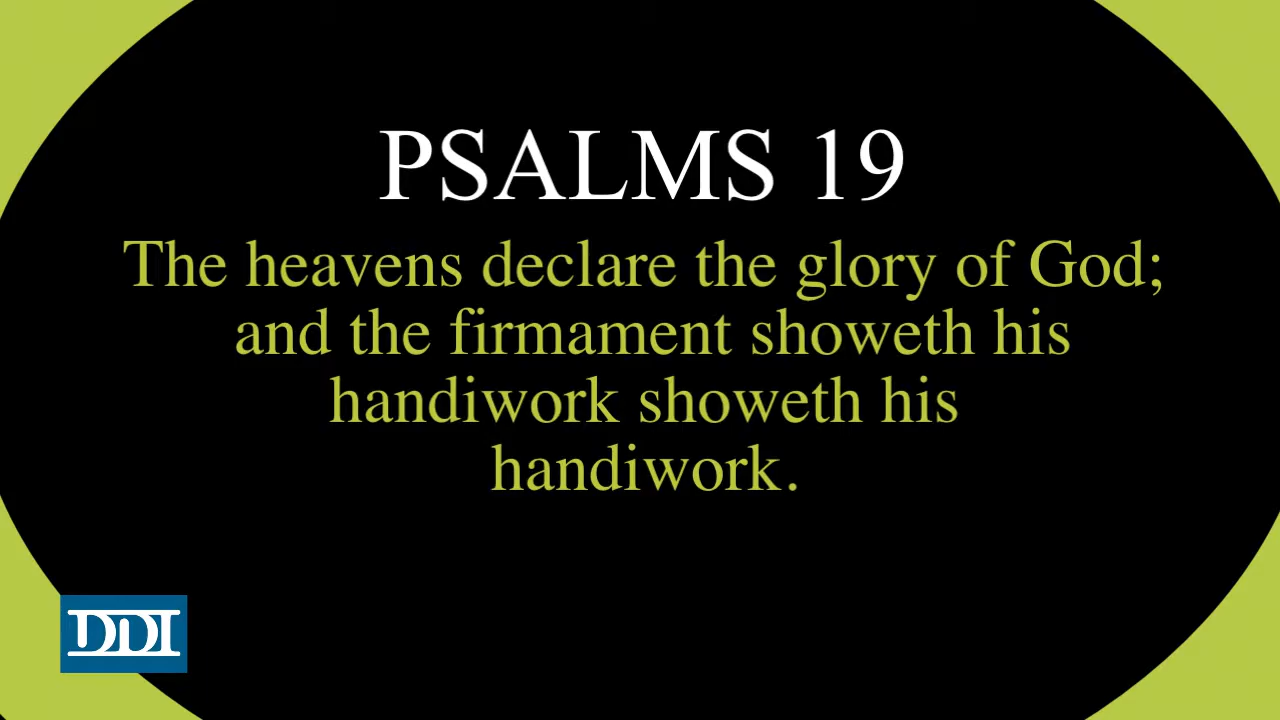 PSALMS 19
The heavens declare the glory of God;
and the firmament showeth his
handiwork showeth his
handiwork.
DDI